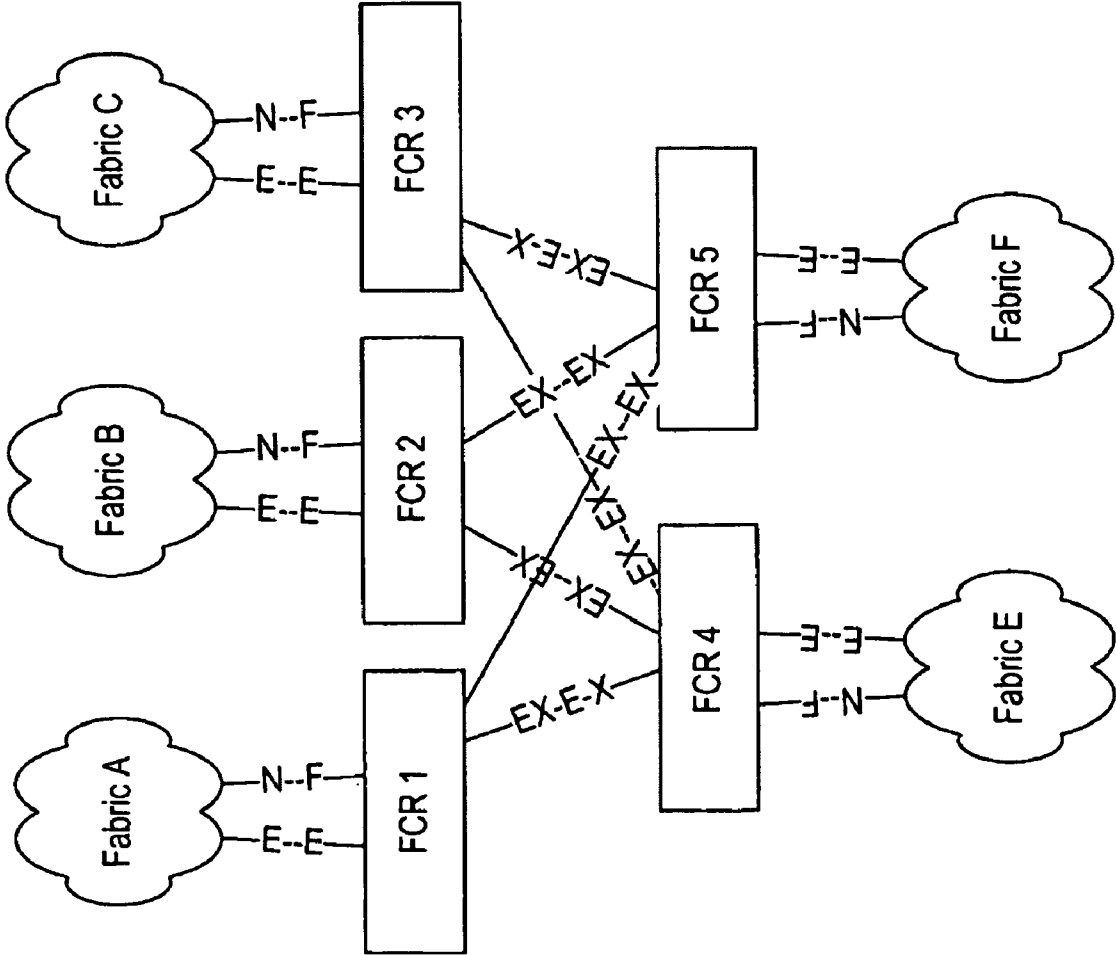 Fabric A
Fabric B
Fabric C
E--E
N--F
E--E
N--F
E--E
N--F
FCR 1
FCR 2
FCR 3
EX-E-X
EX--EX
EX--EX
EX--EX
EX--EX
EX-E-X
FCR 4
FCR 5
F--N
E--E
F--N
E--E
Fabric E
Fabric F